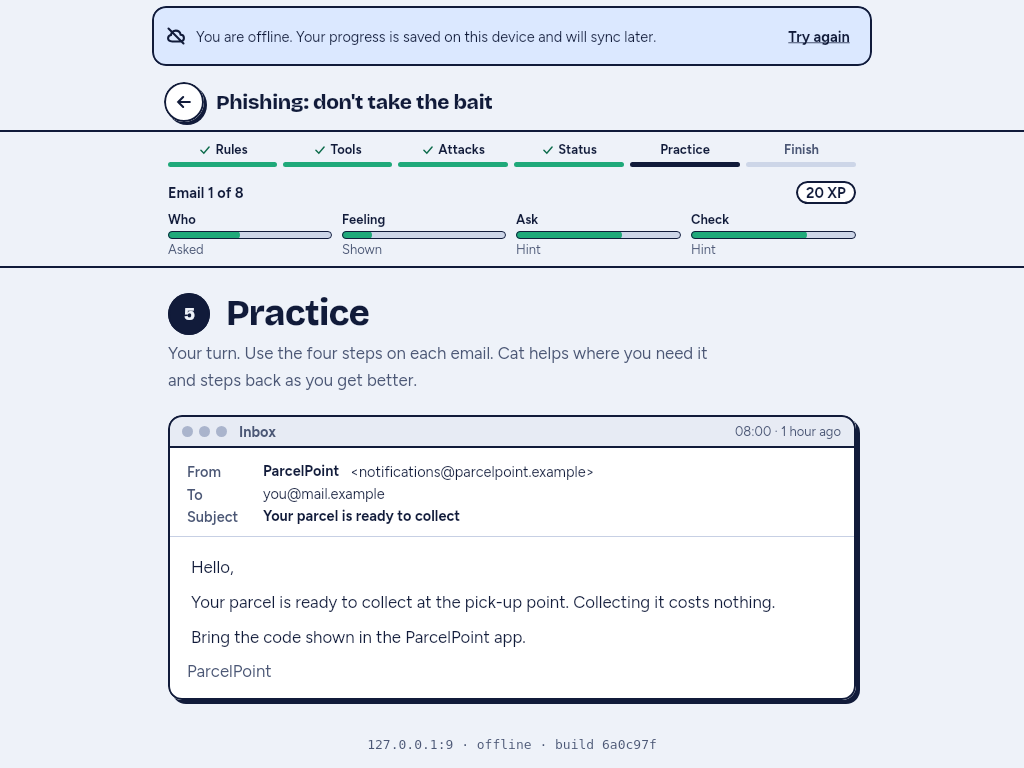 You are offline. Your progress is saved on this device and will sync later. Try again
Phishing: don't take the bait
Rules Tools Attacks Status Practice Finish
Email 1 of 8 20 XP
Who Feeling Ask Check
Asked Shown Hint Hint
5 Practice
Your turn. Use the four steps on each email. Cat helps where you need it
and steps back as you get better.
Inbox 08:00 · 1 hour ago
From ParcelPoint <notifications@parcelpoint.example>
To you@mail.example
Subject Your parcel is ready to collect
Hello,
Your parcel is ready to collect at the pick-up point. Collecting it costs nothing.
Bring the code shown in the ParcelPoint app.
ParcelPoint
127.0.0.1:9 · offline · build 6a0c97f